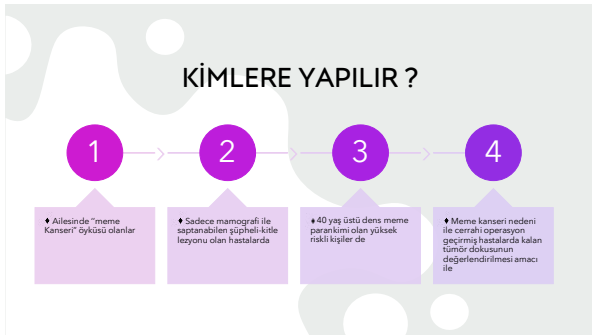 KİMLERE YAPILIR ?
1
2
3
4
♦ Ailesinde "meme
Kanseri" öyküsü olanlar
♦ Sadece mamografi ile
saptanabilen şüpheli-kitle
lezyonu olan hastalarda
♦ 40 yaş üstü dens meme
parankimi olan yüksek
riskli kişiler de
♦ Meme kanseri nedeni
ile cerrahi operasyon
geçirmiş hastalarda kalan
tümör dokusunun
değerlendirilmesi amacı
ile